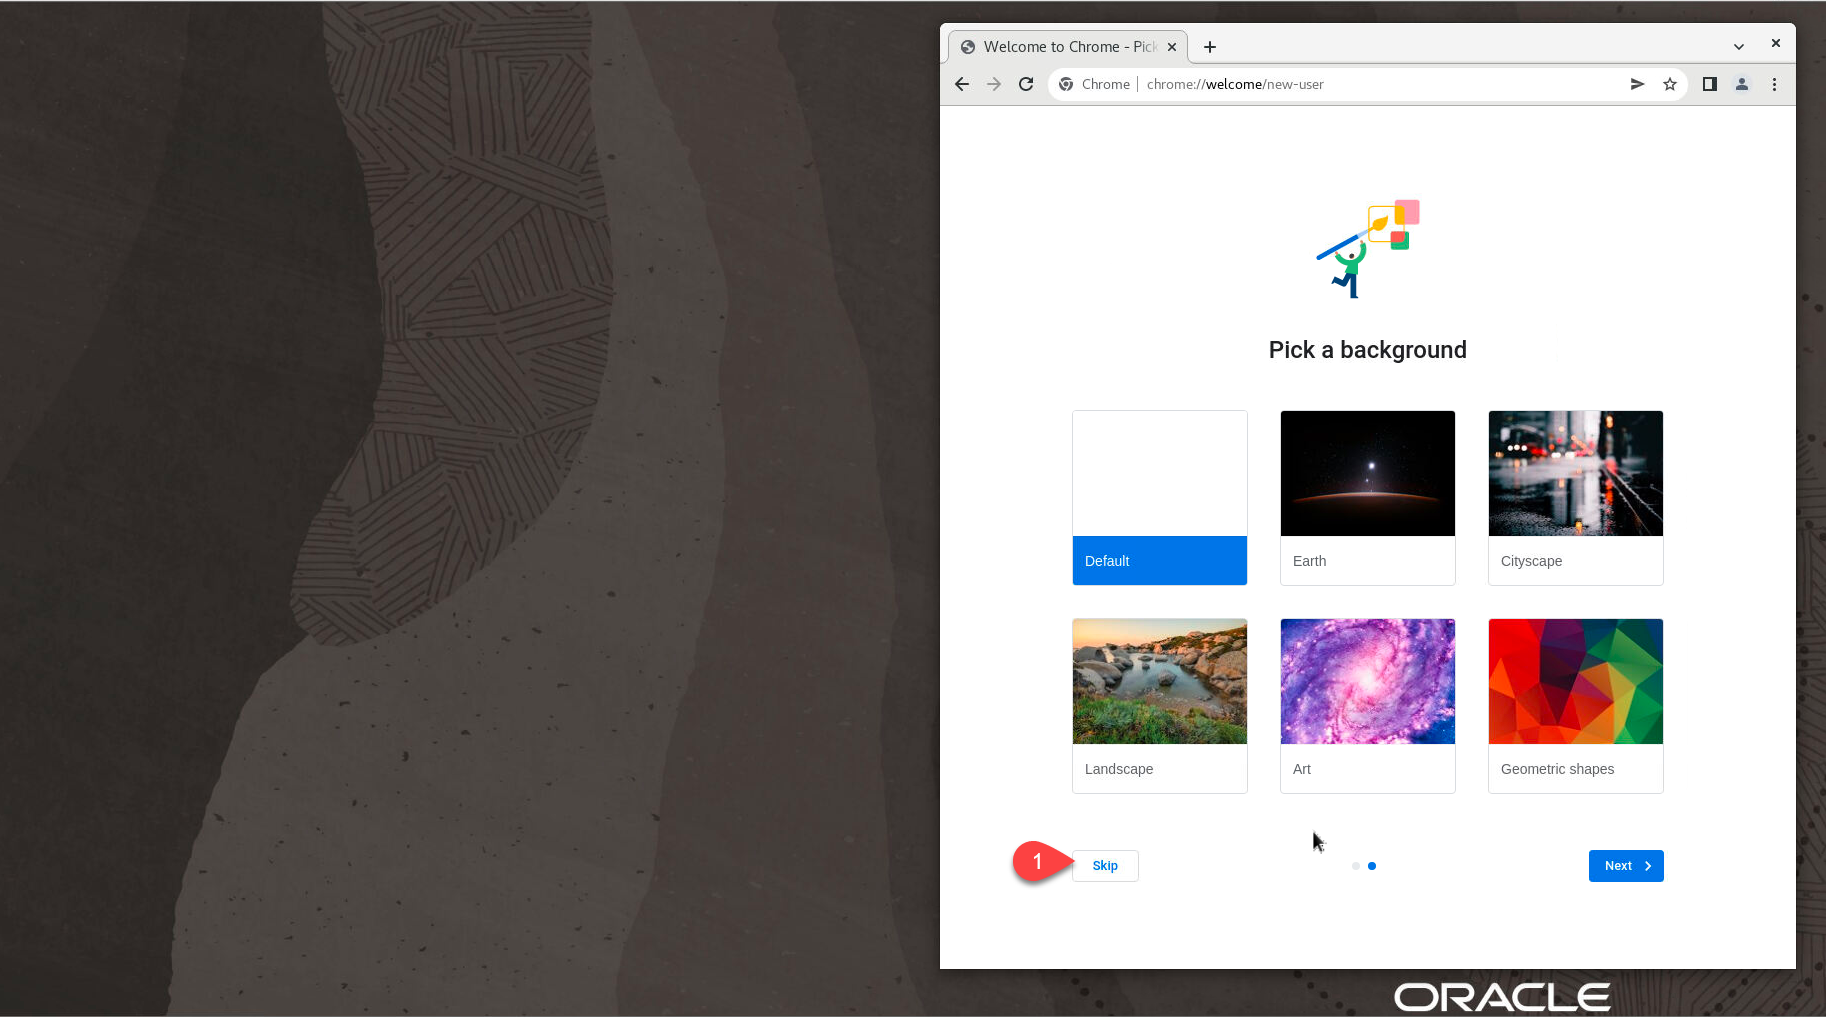 Welcome to Chrome - Pick
Chrome | chrome://welcome/new-user
Pick a background
Default
Earth
Cityscape
Landscape
Art
Geometric shapes
1
Skip
Next
ORACLE